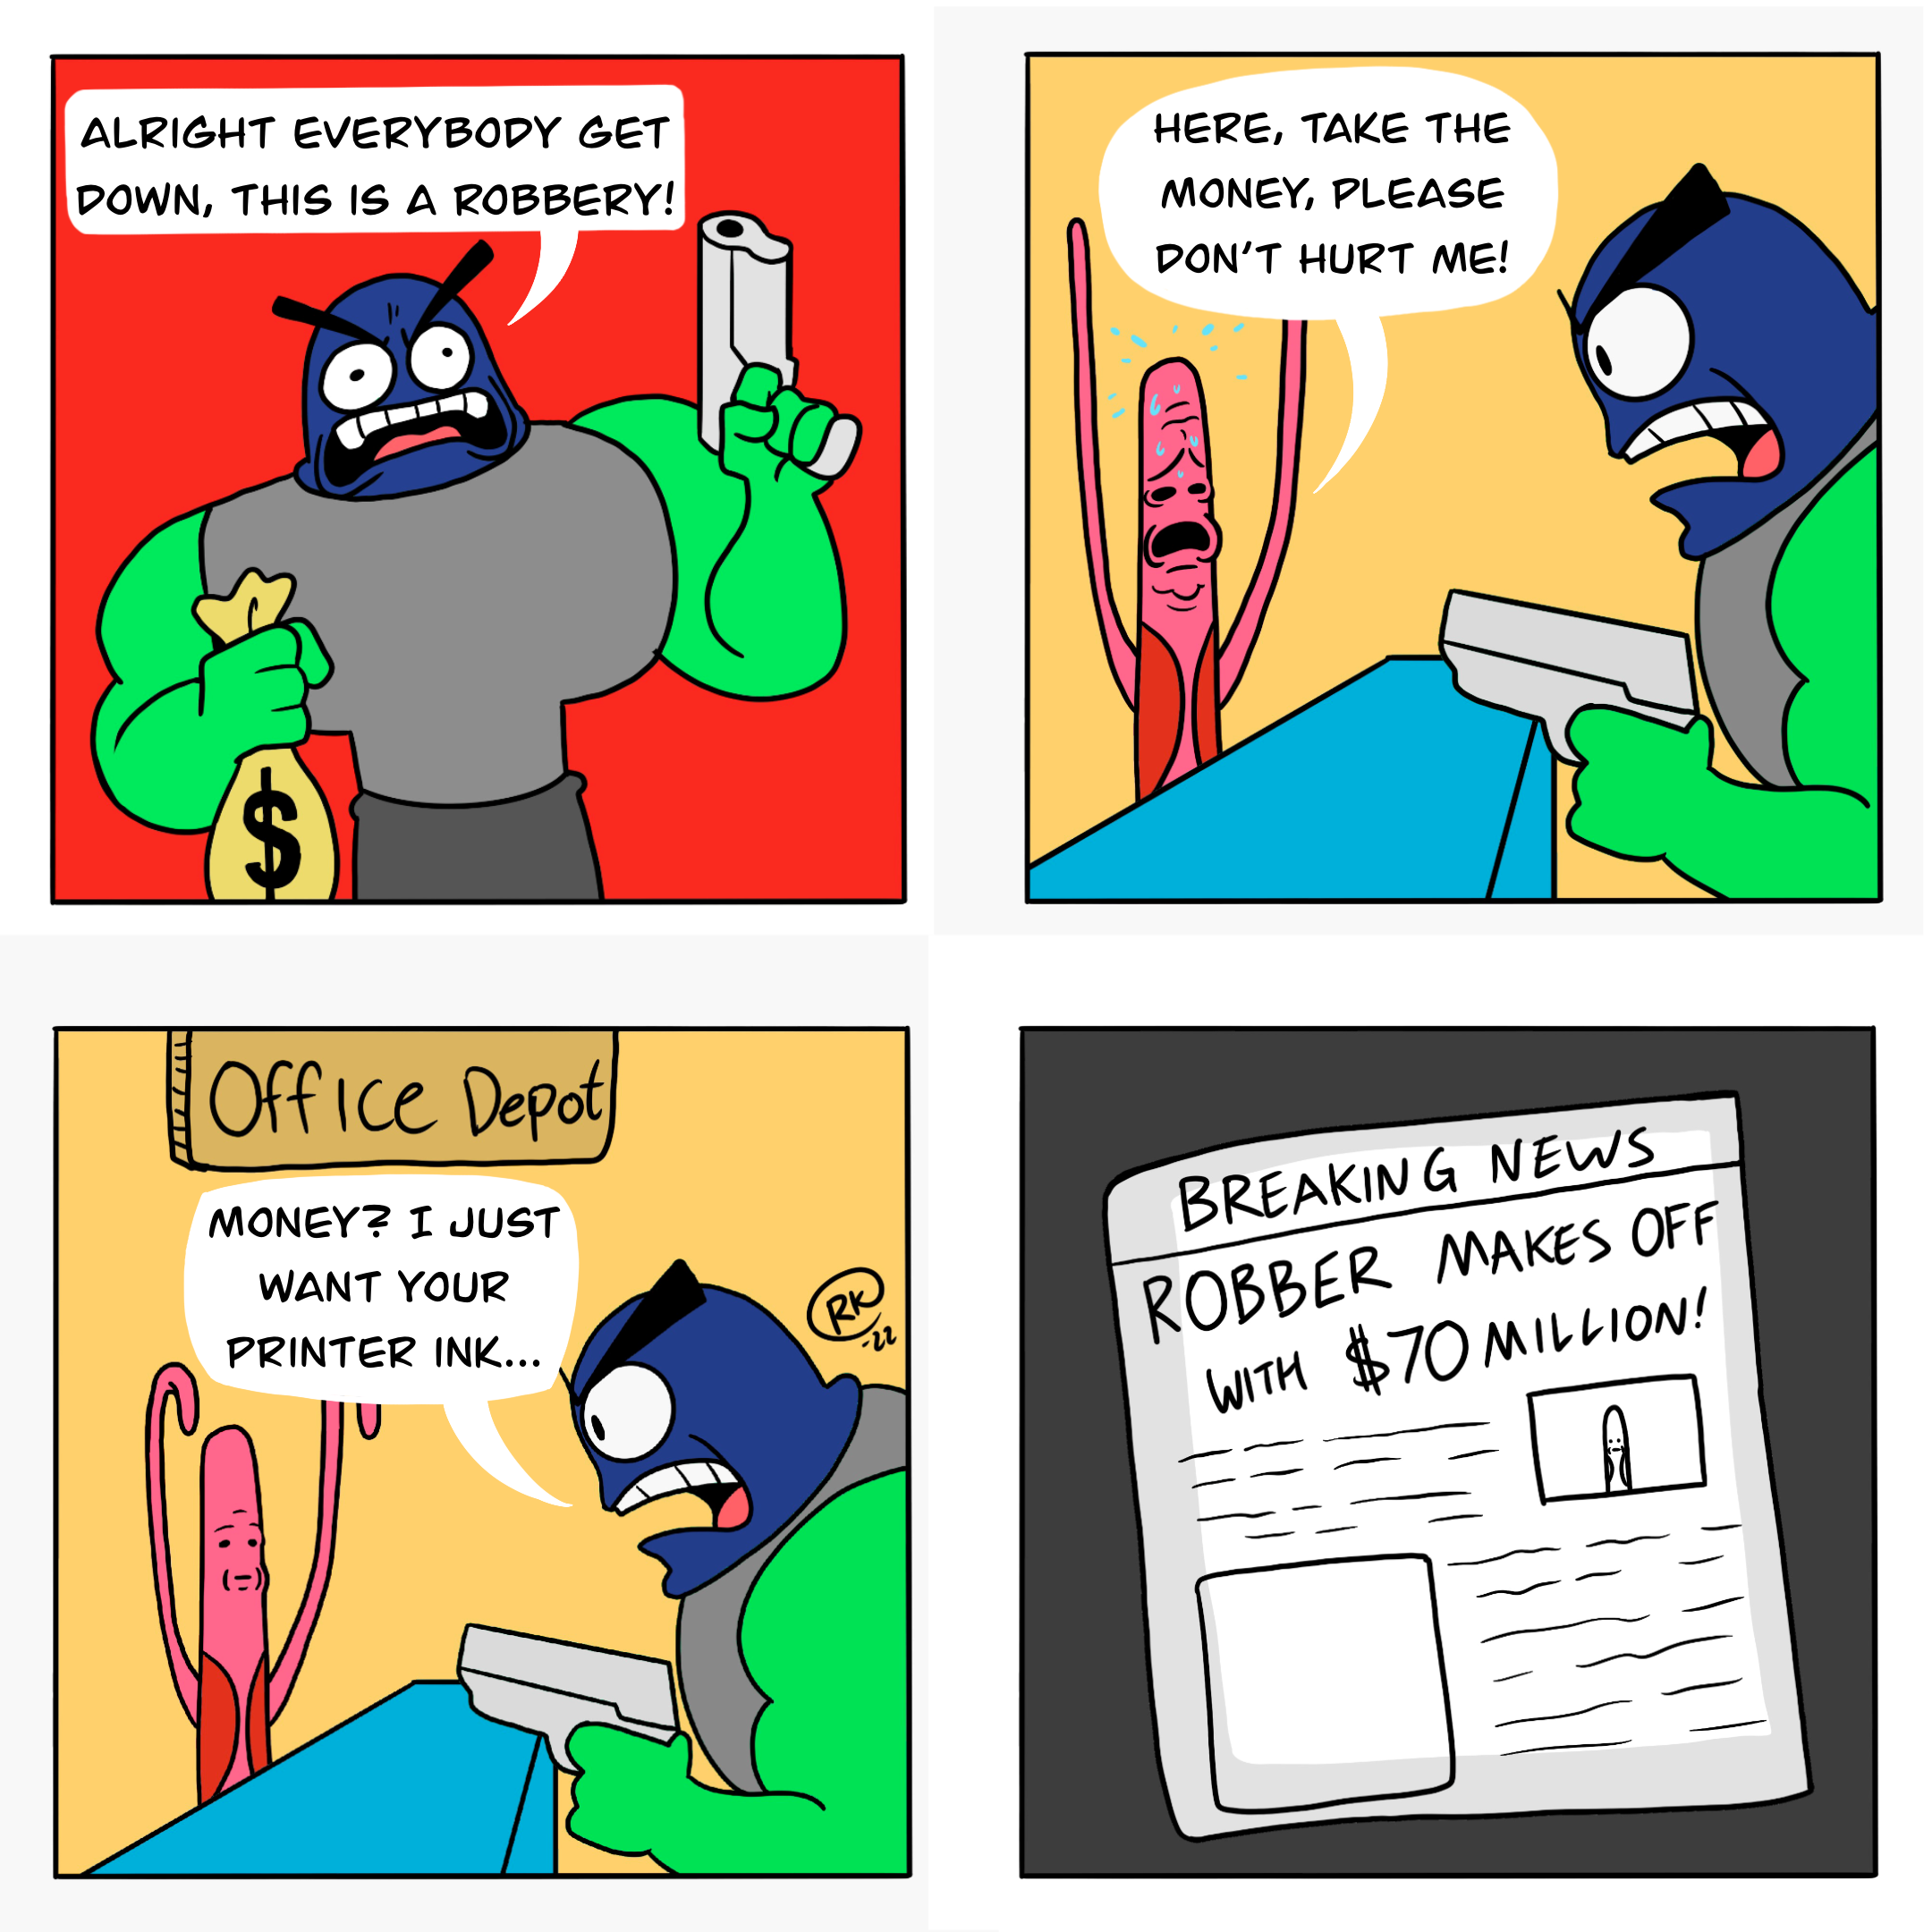 ALRIGHT EVERYBODY GET
DOWN, THIS IS A ROBBERY!
$
HERE, TAKE THE
MONEY, PLEASE
DON'T HURT ME!
Office Depot
MONEY? I JUST
WANT YOUR
PRINTER INK...
RK
-22
BREAKING NEWS
ROBBER MAKES OFF
WITH $70 MILLION!